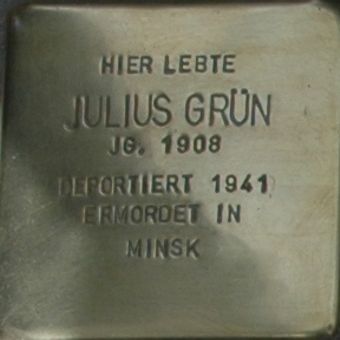 HIER LEBTE
JULIUS GRÜN
JG. 1908
DEPORTIERT 1941
ERMORDET IN
MINSK